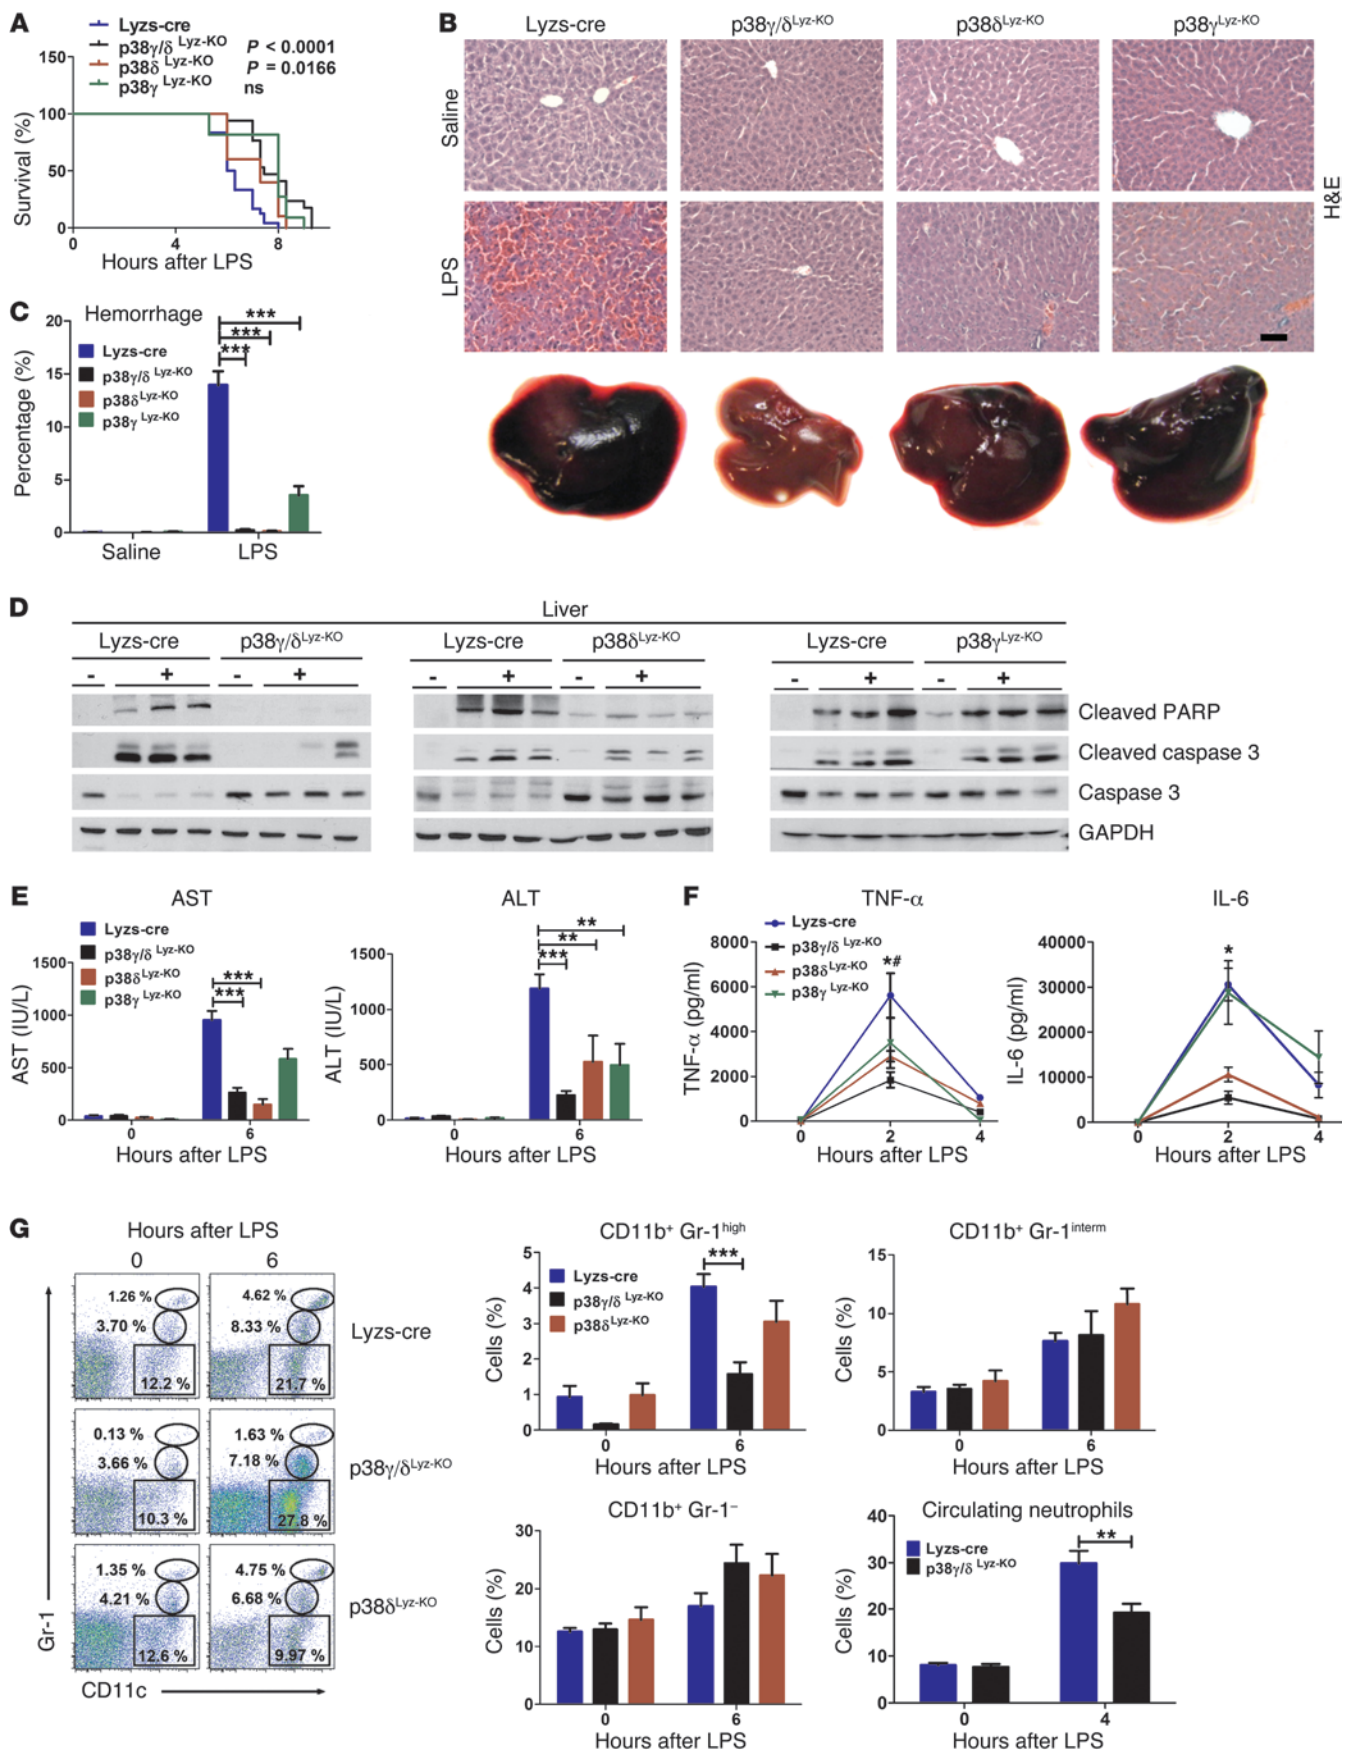 A
Lyzs-cre
p38γ/δ Lyz-KO P < 0.0001
p38δ Lyz-KO P = 0.0166
p38γ Lyz-KO ns
150
100
50
0
Survival (%)
0 4 8
Hours after LPS
B
Lyzs-cre p38γ/δLyz-KO p38δLyz-KO p38γLyz-KO
Saline
LPS
H&E
C
Hemorrhage
***
***
***
Lyzs-cre
p38γ/δ Lyz-KO
p38δLyz-KO
p38γ Lyz-KO
20
15
10
5
0
Percentage (%)
Saline LPS
D
Liver
Lyzs-cre p38γ/δLyz-KO Lyzs-cre p38δLyz-KO Lyzs-cre p38γLyz-KO
- + - + - + - + - + - +
Cleaved PARP
Cleaved caspase 3
Caspase 3
GAPDH
E
AST
Lyzs-cre
p38γ/δ Lyz-KO
p38δLyz-KO
p38γ Lyz-KO
***
***
1500
1000
500
0
AST (IU/L)
0 6
Hours after LPS
ALT
**
**
***
1500
1000
500
0
ALT (IU/L)
0 6
Hours after LPS
F
TNF-α
Lyzs-cre
p38γ/δ Lyz-KO
p38δ Lyz-KO
p38γ Lyz-KO
*#
8000
6000
4000
2000
0
TNF-α (pg/ml)
0 2 4
Hours after LPS
IL-6
*
40000
30000
20000
10000
0
IL-6 (pg/ml)
0 2 4
Hours after LPS
G
Hours after LPS
0 6
1.26 % 4.62 %
3.70 % 8.33 %
12.2 % 21.7 %
Lyzs-cre
0.13 % 1.63 %
3.66 % 7.18 %
10.3 % 27.8 %
p38γ/δLyz-KO
1.35 % 4.75 %
4.21 % 6.68 %
12.6 % 9.97 %
p38δLyz-KO
Gr-1
CD11c
CD11b+ Gr-1high
***
Lyzs-cre
p38γ/δ Lyz-KO
p38δLyz-KO
5
4
3
2
1
0
Cells (%)
0 6
Hours after LPS
CD11b+ Gr-1interm
15
10
5
0
Cells (%)
0 6
Hours after LPS
CD11b+ Gr-1–
30
20
10
0
Cells (%)
0 6
Hours after LPS
Circulating neutrophils
**
Lyzs-cre
p38γ/δ Lyz-KO
40
30
20
10
0
Cells (%)
0 4
Hours after LPS